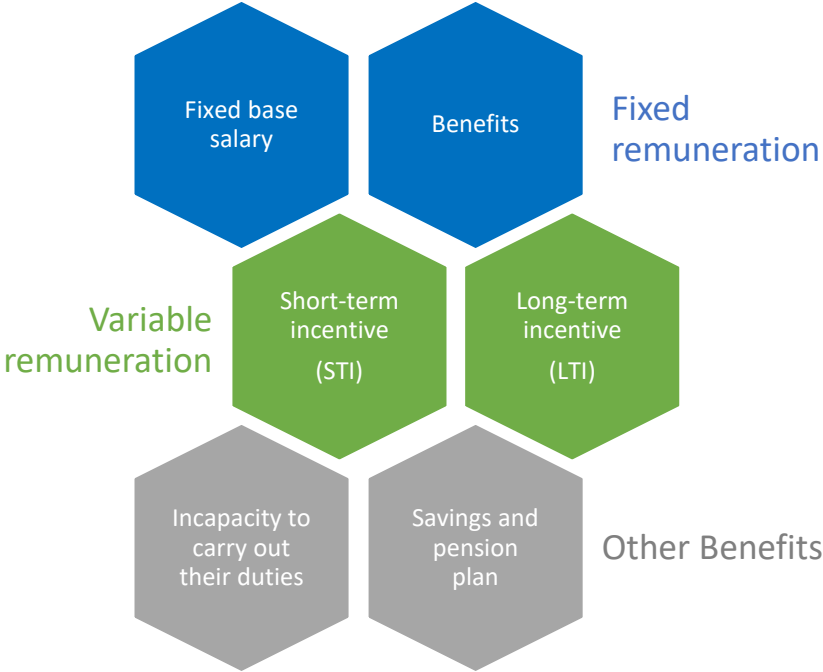 Fixed base
salary
Benefits
Fixed
remuneration
Variable
remuneration
Short-term
incentive
(STI)
Long-term
incentive
(LTI)
Incapacity to
carry out
their duties
Savings and
pension
plan
Other Benefits